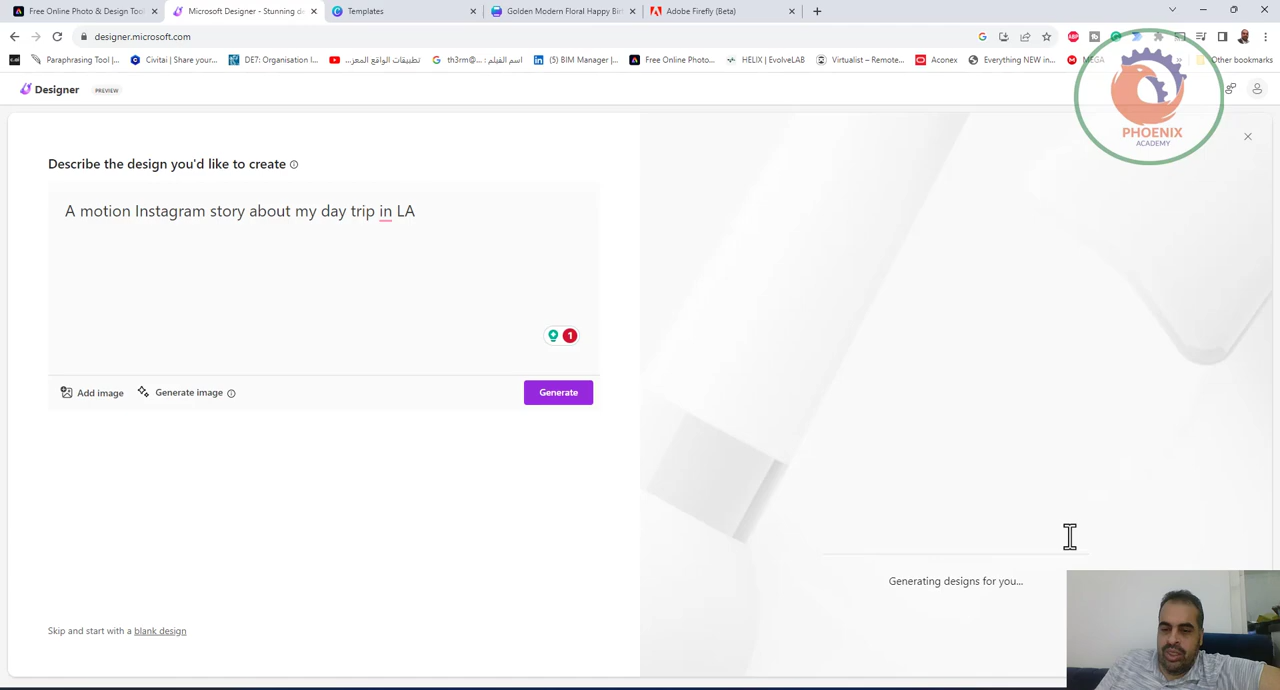 Free Online Photo & Design Tool
Microsoft Designer - Stunning de
Templates
Golden Modern Floral Happy Birt
Adobe Firefly (Beta)
designer.microsoft.com
Paraphrasing Tool |...
Civitai | Share your...
DE7: Organisation I...
تطبيقات الواقع المعزز...
اسم الفيلم : ...@th3rm
(5) BIM Manager |...
Free Online Photo...
HELIX | EvolveLAB
Virtualist – Remote...
Aconex
Everything NEW in...
MEGA
»
Other bookmarks
Designer
PREVIEW
PHOENIX
ACADEMY
Describe the design you'd like to create
A motion Instagram story about my day trip in LA
1
Add image
Generate image
Generate
Generating designs for you...
Skip and start with a blank design